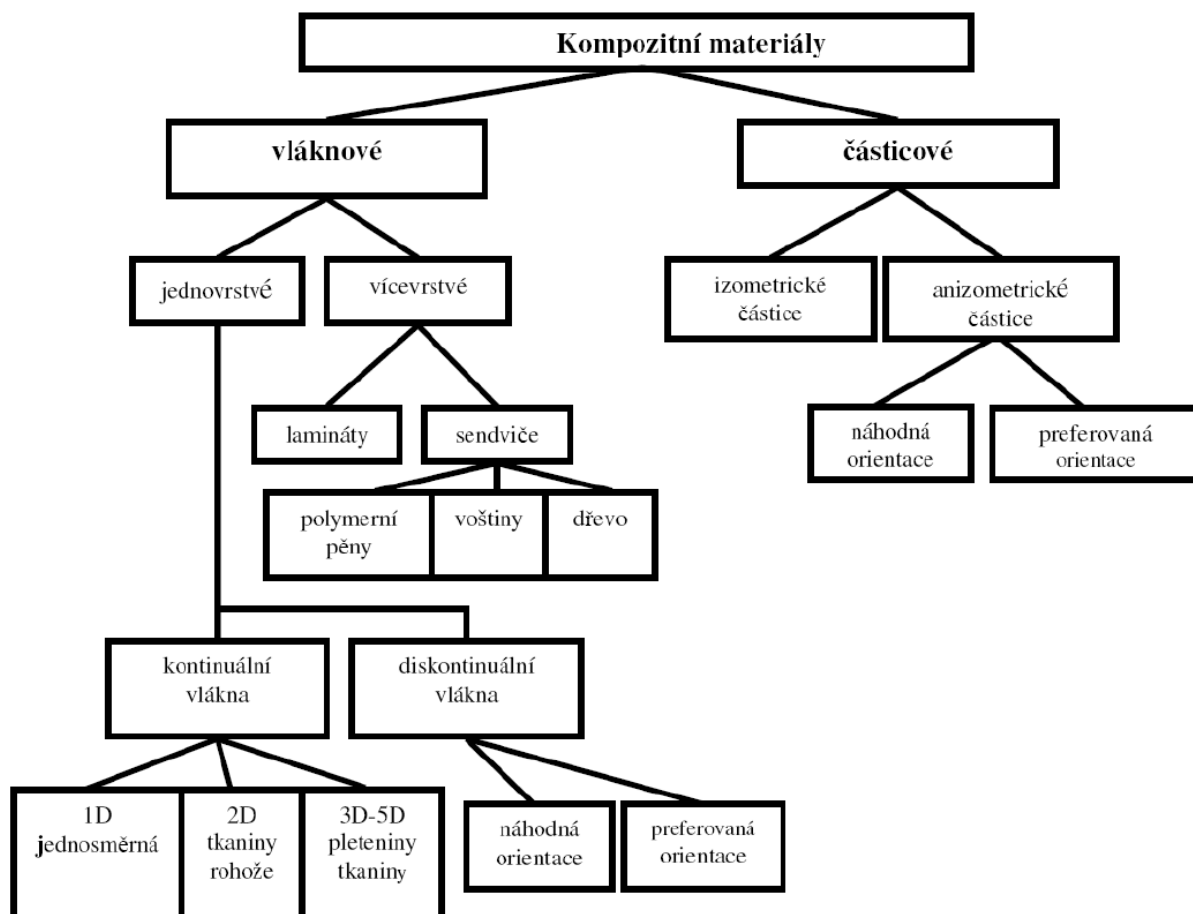 Kompozitní materiály
vláknové
částicové
jednovrstvé
vícevrstvé
izometrické
částice
anizometrické
částice
lamináty
sendviče
náhodná
orientace
preferovaná
orientace
polymerní
pěny
voštiny
dřevo
kontinuální
vlákna
diskontinuální
vlákna
1D
jednosměrná
2D
tkaniny
rohože
3D-5D
pleteniny
tkaniny
náhodná
orientace
preferovaná
orientace